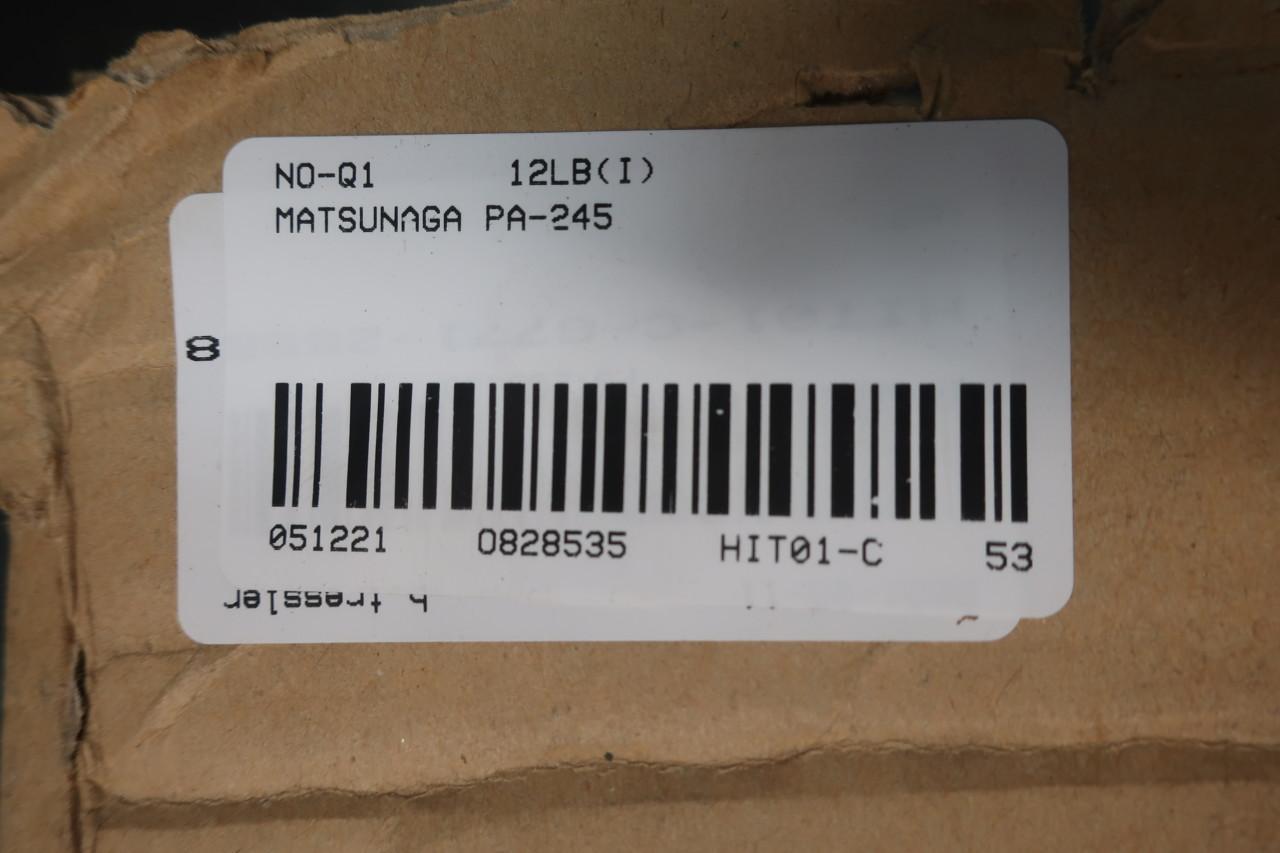 NO-Q1 12LB(I)
MATSUNAGA PA-245
8
051221 0828535 HIT01-C 53